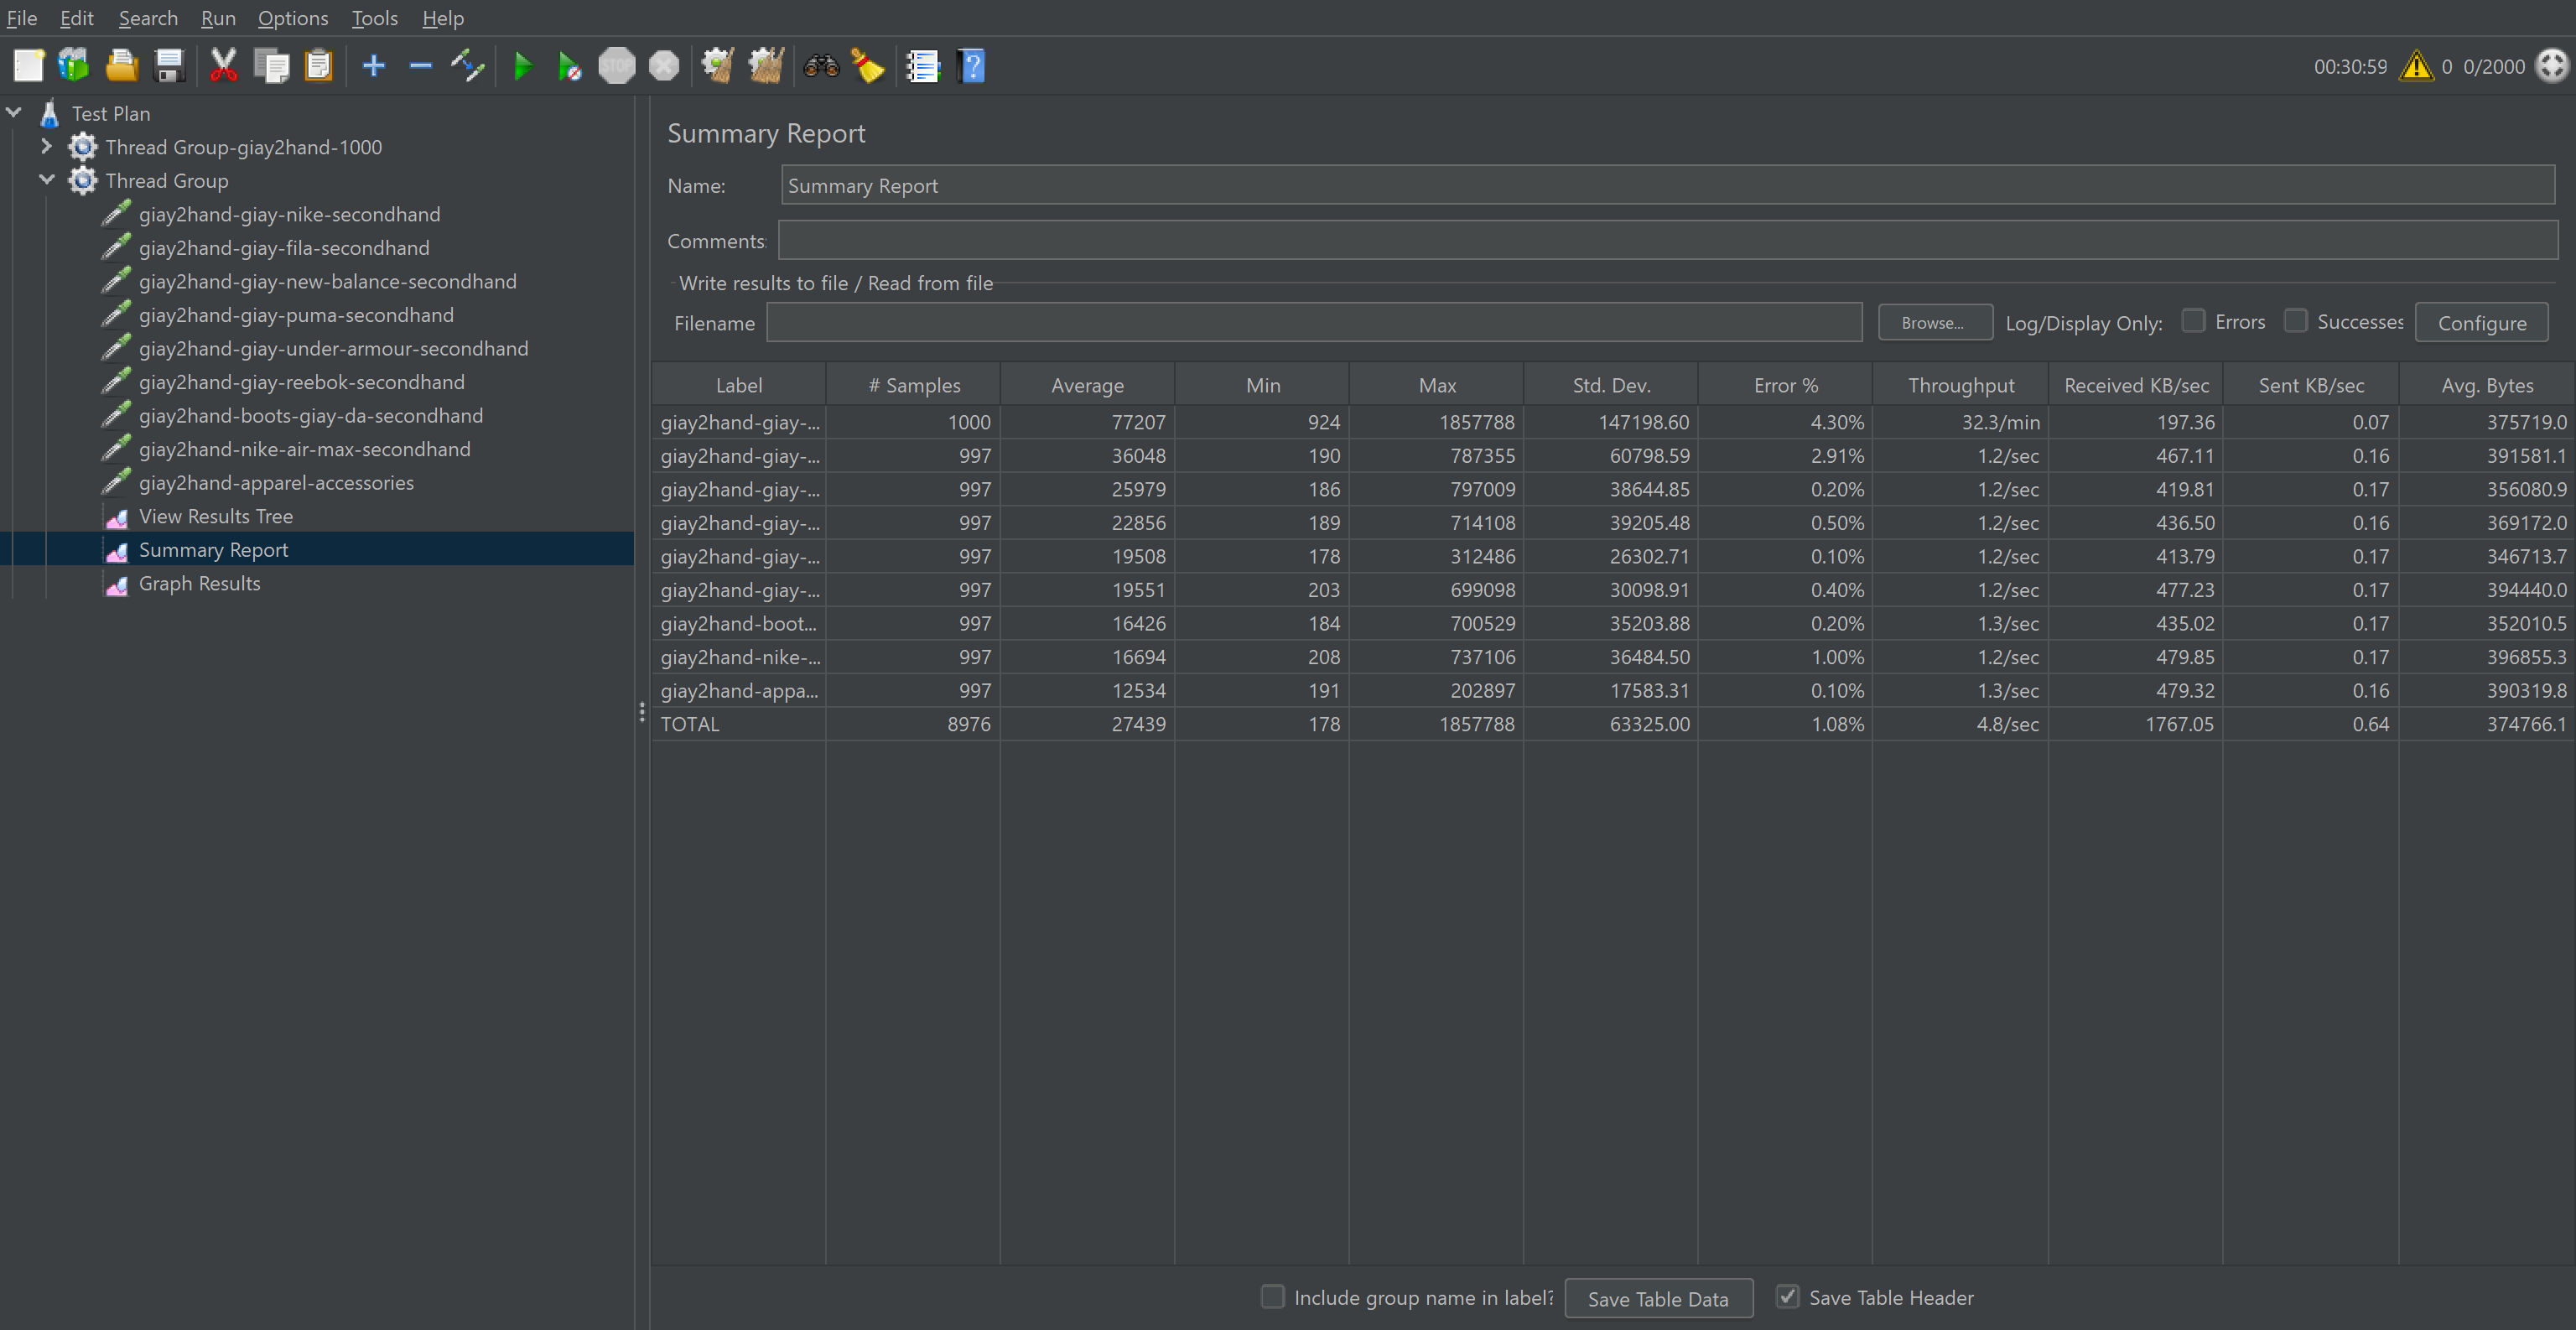 File Edit Search Run Options Tools Help
STOP
00:30:59 0 0/2000
Test Plan
Thread Group-giay2hand-1000
Thread Group
giay2hand-giay-nike-secondhand
giay2hand-giay-fila-secondhand
giay2hand-giay-new-balance-secondhand
giay2hand-giay-puma-secondhand
giay2hand-giay-under-armour-secondhand
giay2hand-giay-reebok-secondhand
giay2hand-boots-giay-da-secondhand
giay2hand-nike-air-max-secondhand
giay2hand-apparel-accessories
View Results Tree
Summary Report
Graph Results
Summary Report
Name: Summary Report
Comments:
Write results to file / Read from file
Filename Browse... Log/Display Only: Errors Successes Configure
Label # Samples Average Min Max Std. Dev. Error % Throughput Received KB/sec Sent KB/sec Avg. Bytes
giay2hand-giay-... 1000 77207 924 1857788 147198.60 4.30% 32.3/min 197.36 0.07 375719.0
giay2hand-giay-... 997 36048 190 787355 60798.59 2.91% 1.2/sec 467.11 0.16 391581.1
giay2hand-giay-... 997 25979 186 797009 38644.85 0.20% 1.2/sec 419.81 0.17 356080.9
giay2hand-giay-... 997 22856 189 714108 39205.48 0.50% 1.2/sec 436.50 0.16 369172.0
giay2hand-giay-... 997 19508 178 312486 26302.71 0.10% 1.2/sec 413.79 0.17 346713.7
giay2hand-giay-... 997 19551 203 699098 30098.91 0.40% 1.2/sec 477.23 0.17 394440.0
giay2hand-boot... 997 16426 184 700529 35203.88 0.20% 1.3/sec 435.02 0.17 352010.5
giay2hand-nike-... 997 16694 208 737106 36484.50 1.00% 1.2/sec 479.85 0.17 396855.3
giay2hand-appa... 997 12534 191 202897 17583.31 0.10% 1.3/sec 479.32 0.16 390319.8
TOTAL 8976 27439 178 1857788 63325.00 1.08% 4.8/sec 1767.05 0.64 374766.1
Include group name in label? Save Table Data Save Table Header